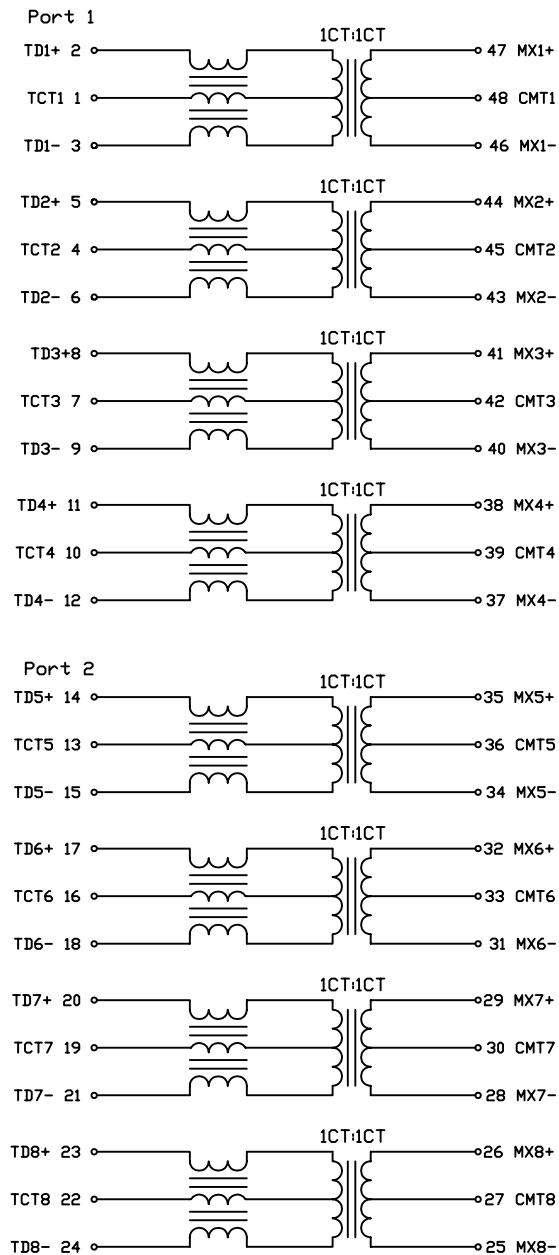 Port 1
1CT:1CT
TD1+ 2 47 MX1+
TCT1 1 48 CMT1
TD1- 3 46 MX1-
1CT:1CT
TD2+ 5 44 MX2+
TCT2 4 45 CMT2
TD2- 6 43 MX2-
1CT:1CT
TD3+8 41 MX3+
TCT3 7 42 CMT3
TD3- 9 40 MX3-
1CT:1CT
TD4+ 11 38 MX4+
TCT4 10 39 CMT4
TD4- 12 37 MX4-
Port 2
1CT:1CT
TD5+ 14 35 MX5+
TCT5 13 36 CMT5
TD5- 15 34 MX5-
1CT:1CT
TD6+ 17 32 MX6+
TCT6 16 33 CMT6
TD6- 18 31 MX6-
1CT:1CT
TD7+ 20 29 MX7+
TCT7 19 30 CMT7
TD7- 21 28 MX7-
1CT:1CT
TD8+ 23 26 MX8+
TCT8 22 27 CMT8
TD8- 24 25 MX8-